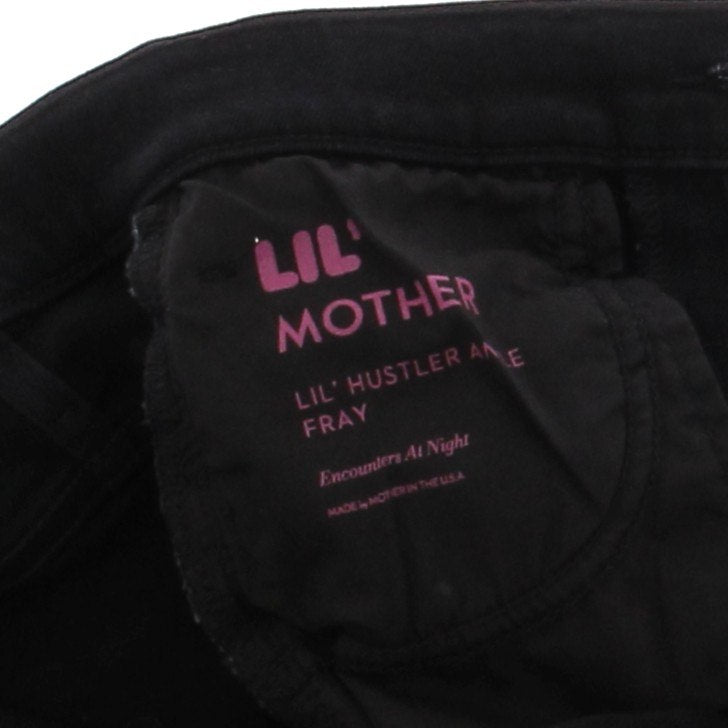 LIL'
MOTHER
LIL' HUSTLER
FRAY
Encounters At Night
MADE by MOTHER IN THE U.S.A